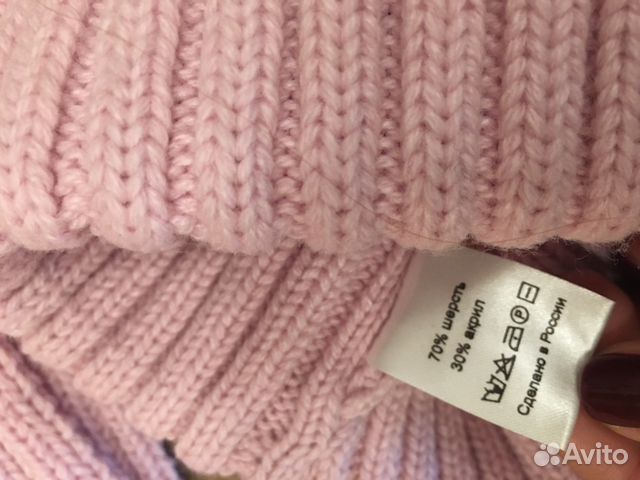 70% шерсть
30% акрил
Сделано в России
Avito